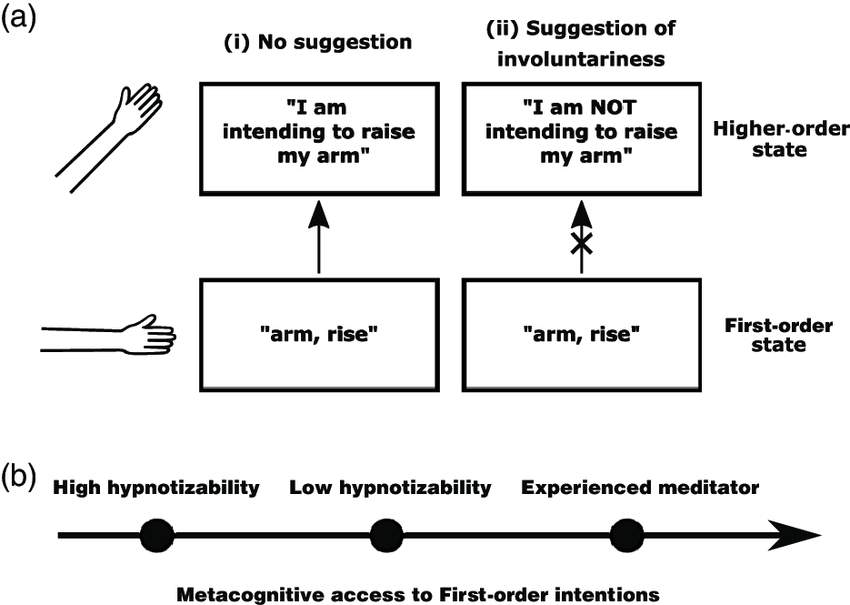 (a)
(i) No suggestion
(ii) Suggestion of
involuntariness
"I am
intending to raise
my arm"
"I am NOT
intending to raise
my arm"
Higher-order
state
"arm, rise"
"arm, rise"
First-order
state
(b)
High hypnotizability
Low hypnotizability
Experienced meditator
Metacognitive access to First-order intentions